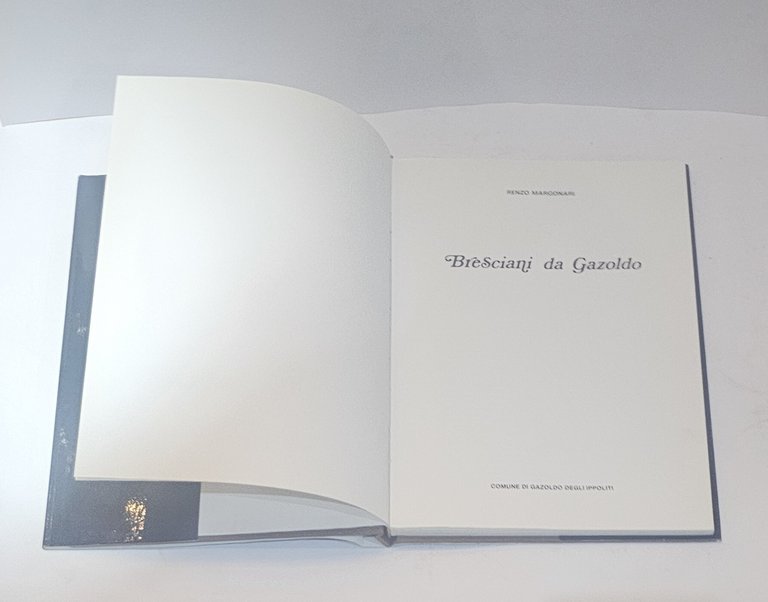 RENZO MARGONARI
Bresciani da Gazoldo
COMUNE DI GAZOLDO DEGLI IPPOLITI